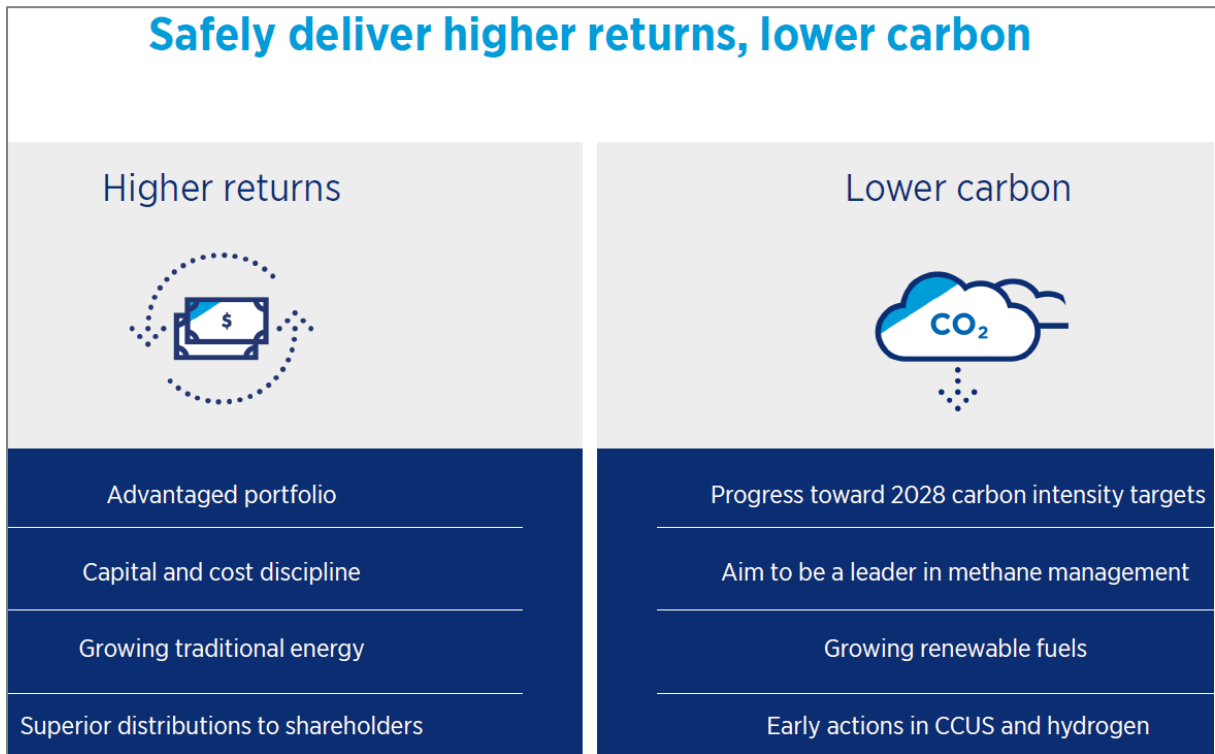 Safely deliver higher returns, lower carbon
Higher returns
$
Advantaged portfolio
Capital and cost discipline
Growing traditional energy
Superior distributions to shareholders
Lower carbon
CO₂
Progress toward 2028 carbon intensity targets
Aim to be a leader in methane management
Growing renewable fuels
Early actions in CCUS and hydrogen